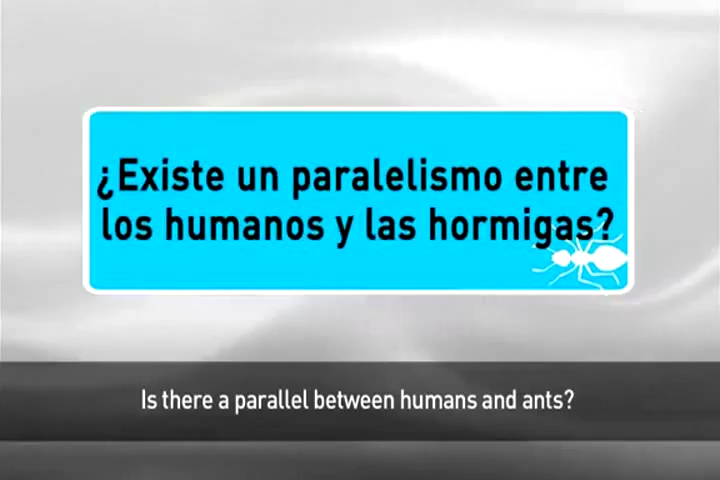 ¿Existe un paralelismo entre
los humanos y las hormigas?
Is there a parallel between humans and ants?